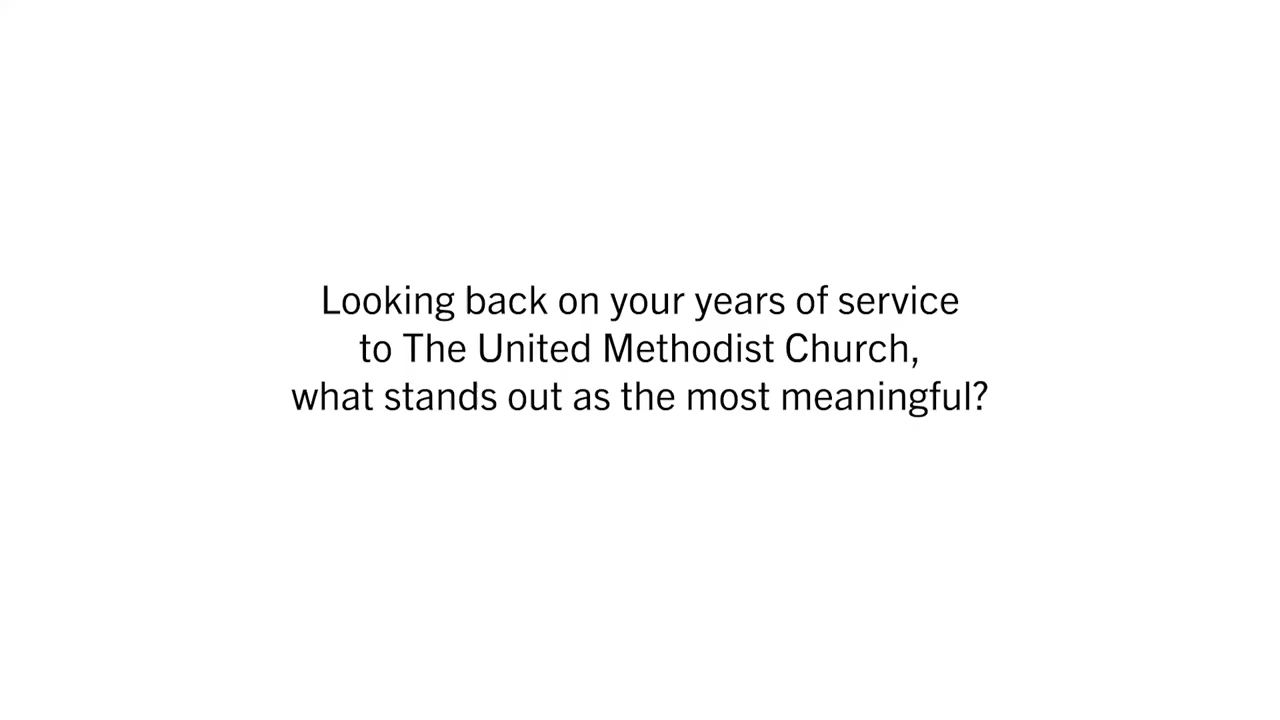 Looking back on your years of service
to The United Methodist Church,
what stands out as the most meaningful?